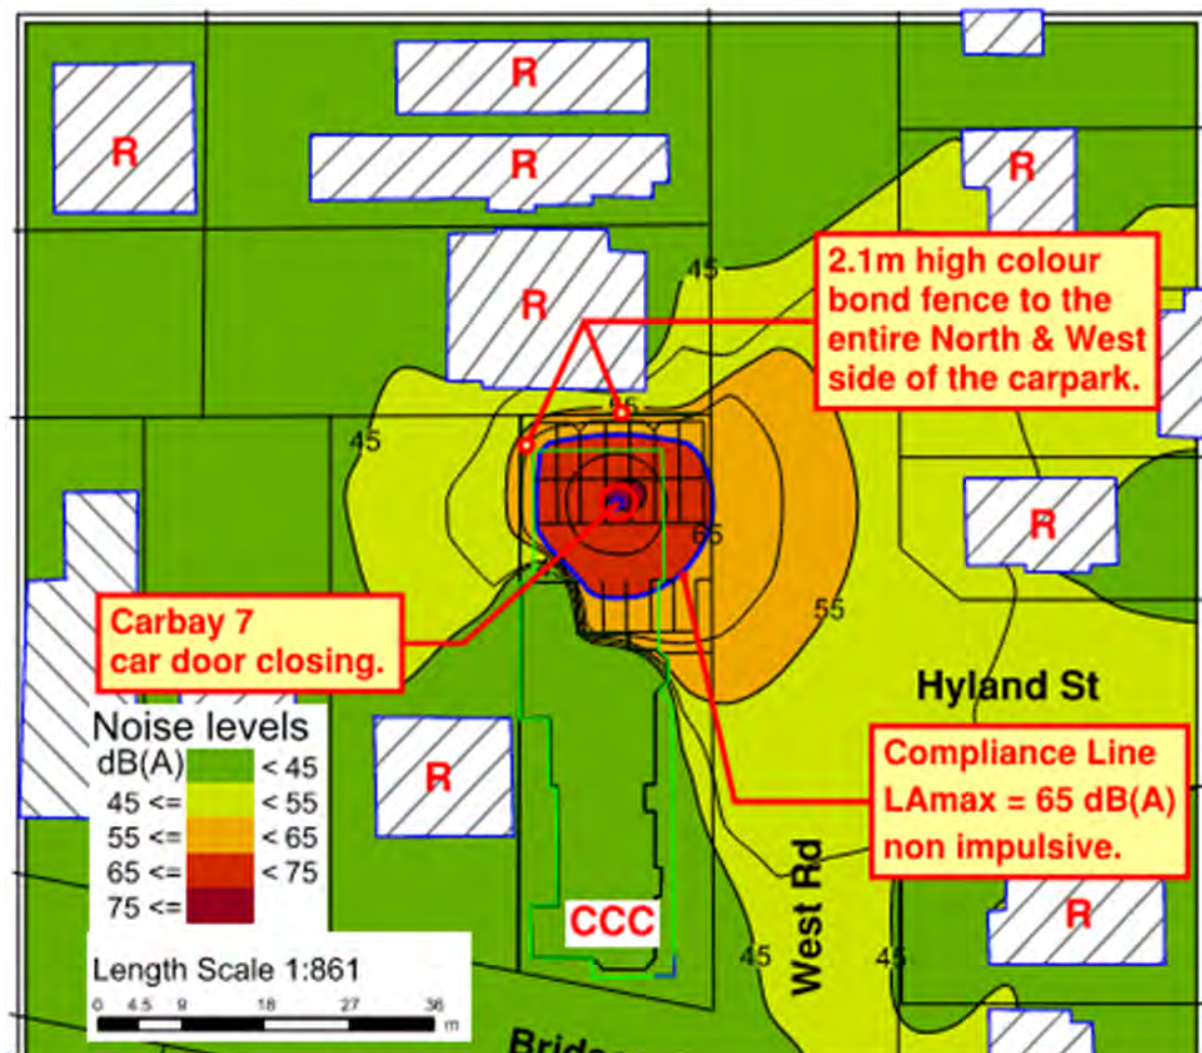 R
R
R
R
R
45
2.1m high colour
bond fence to the
entire North & West
side of the carpark.
45
65
R
Carbay 7
car door closing.
55
Hyland St
Noise levels
dB(A)
< 45
45 <=
< 55
55 <=
< 65
65 <=
< 75
75 <=
R
Compliance Line
LAmax = 65 dB(A)
non impulsive.
West Rd
R
CCC
45
45
Length Scale 1:861
0 4.5 9 18 27 36
m